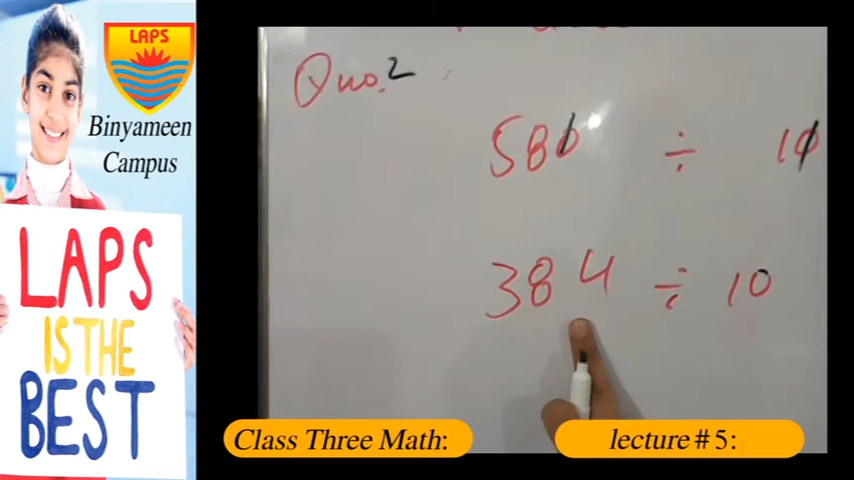 LAPS
Binyameen
Campus
LAPS
IS THE
BEST
Quo.2
580 ÷ 10
384 ÷ 10
Class Three Math:
lecture # 5: